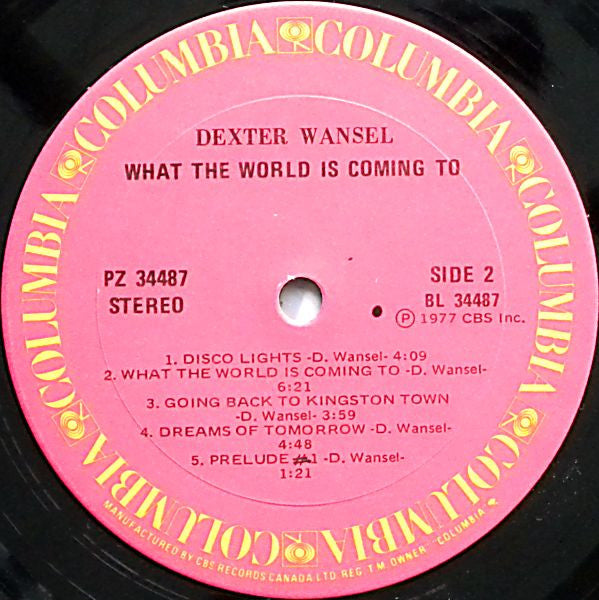 COLUMBIA COLUMBIA COLUMBIA COLUMBIA COLUMBIA COLUMBIA
DEXTER WANSEL
WHAT THE WORLD IS COMING TO
PZ 34487
STEREO
SIDE 2
BL 34487
Ⓟ 1977 CBS Inc.
1. DISCO LIGHTS -D. Wansel- 4:09
2. WHAT THE WORLD IS COMING TO -D. Wansel-
6:21
3. GOING BACK TO KINGSTON TOWN
-D. Wansel- 3:59
4. DREAMS OF TOMORROW -D. Wansel-
4:48
5. PRELUDE #1 -D. Wansel-
1:21
MANUFACTURED BY CBS RECORDS CANADA LTD. REG. T.M. OWNER "COLUMBIA"